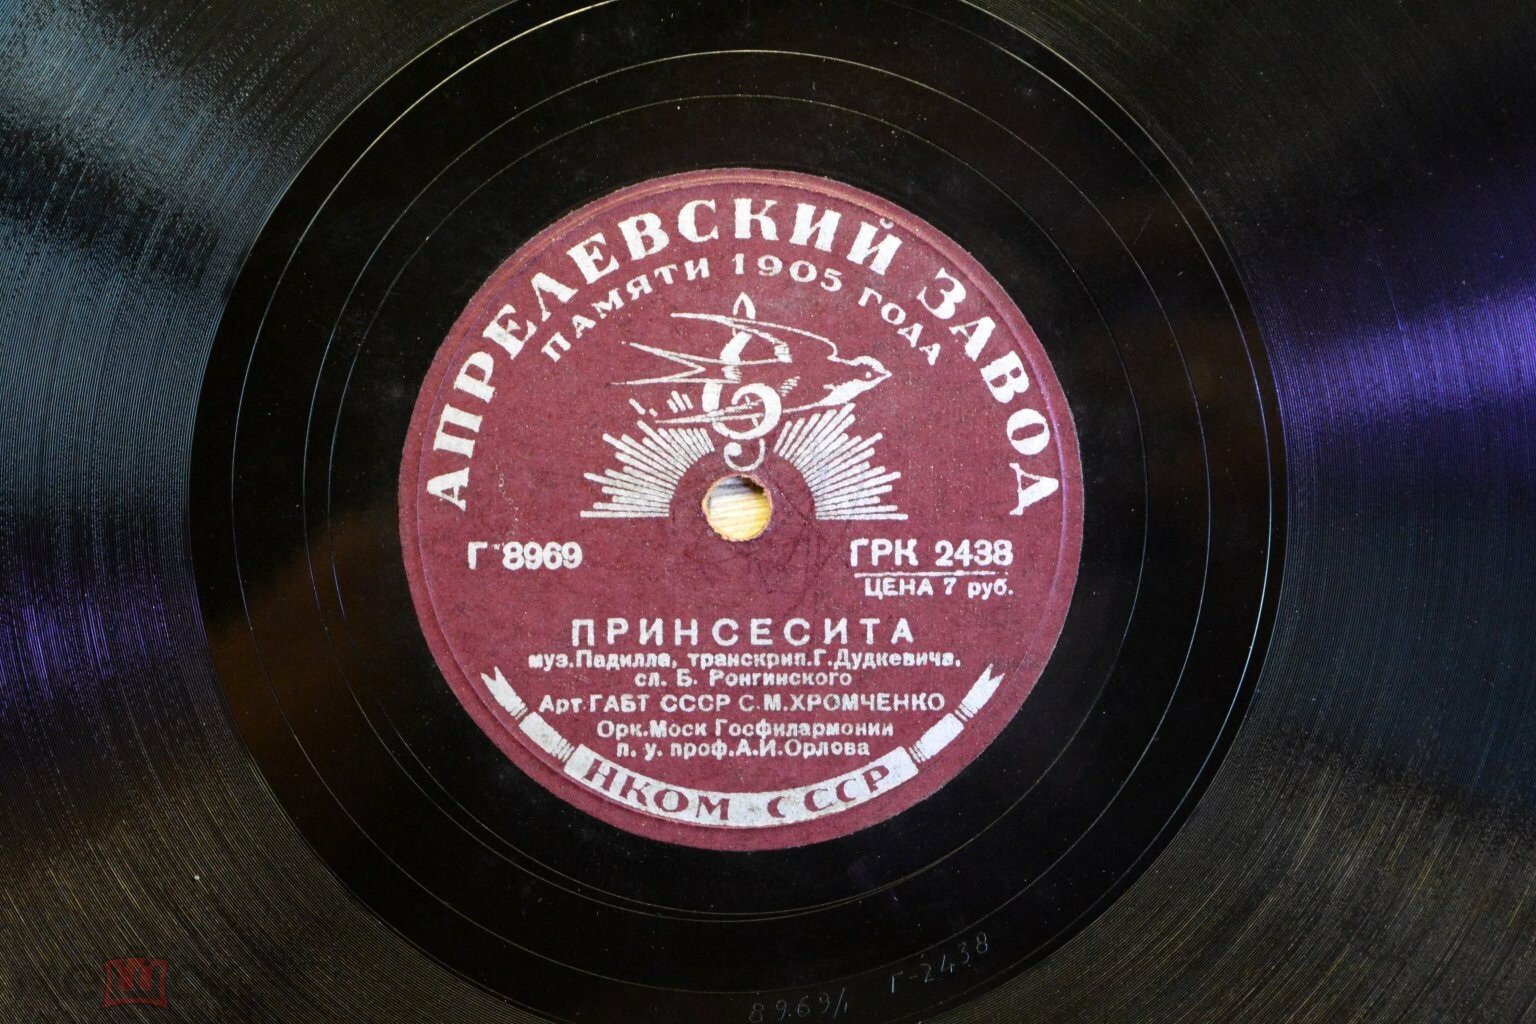 АПРЕЛЕВСКИЙ ЗАВОД
ПАМЯТИ 1905 ГОДА
Г 8969
ГРК 2438
ЦЕНА 7 руб.
ПРИНСЕСИТА
муз.Падилла, транскрип.Г.Дудкевича.
сл. Б. Ронгинского
Арт.ГАБТ СССР С.М.ХРОМЧЕНКО
Орк.Моск Госфилармонии
п. у. проф.А.И.Орлова
НКОМ СССР
Г-2438
8969/1